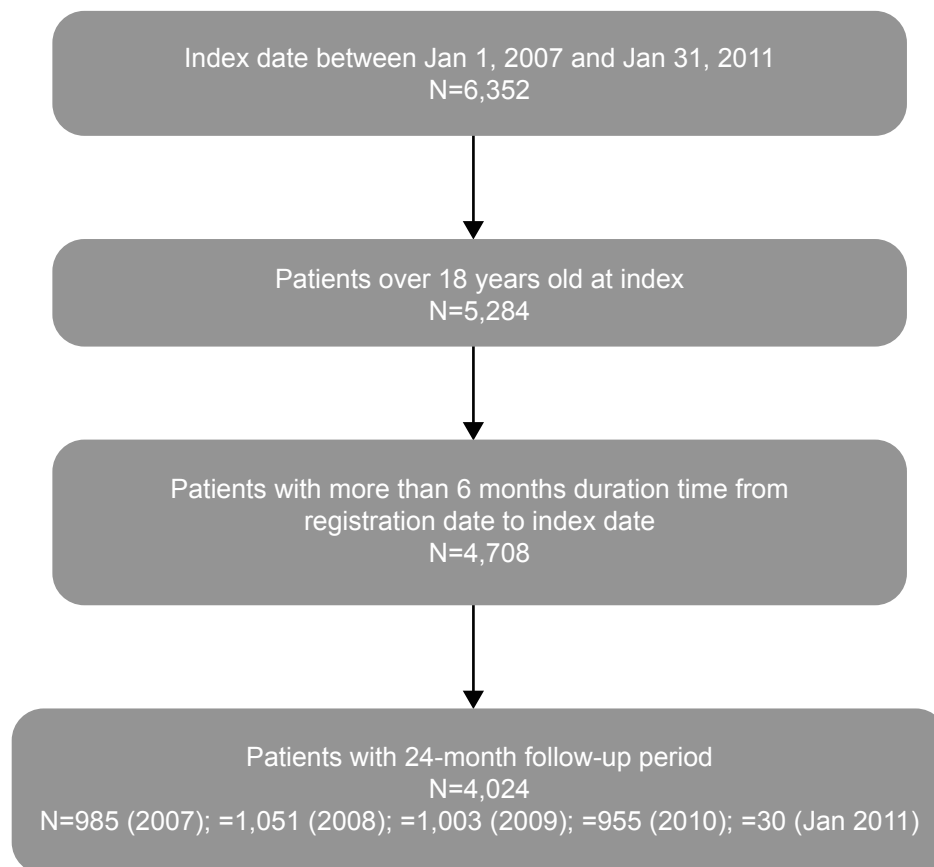 Index date between Jan 1, 2007 and Jan 31, 2011
N=6,352
Patients over 18 years old at index
N=5,284
Patients with more than 6 months duration time from
registration date to index date
N=4,708
Patients with 24-month follow-up period
N=4,024
N=985 (2007); =1,051 (2008); =1,003 (2009); =955 (2010); =30 (Jan 2011)